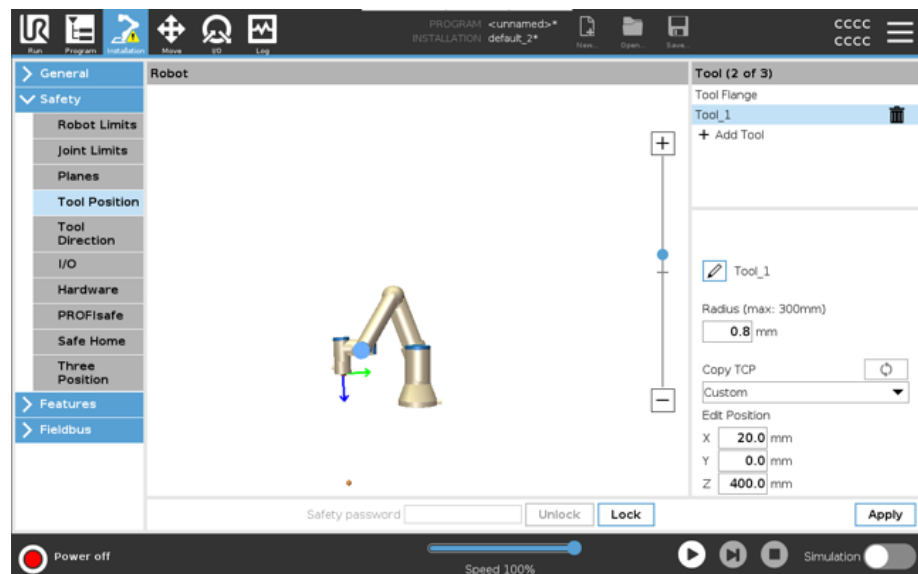 UR
Run
Program
Installation
Move
I/O
Log
PROGRAM <unnamed>*
INSTALLATION default_2*
New...
Open...
Save...
CCCC
CCCC
General
Safety
Robot Limits
Joint Limits
Planes
Tool Position
Tool
Direction
I/O
Hardware
PROFIsafe
Safe Home
Three
Position
Features
Fieldbus
Robot
Tool (2 of 3)
Tool Flange
Tool_1
+ Add Tool
Tool_1
Radius (max: 300mm)
0.8 mm
Copy TCP
Custom
Edit Position
X 20.0 mm
Y 0.0 mm
Z 400.0 mm
Safety password
Unlock
Lock
Apply
Power off
Speed 100%
Simulation